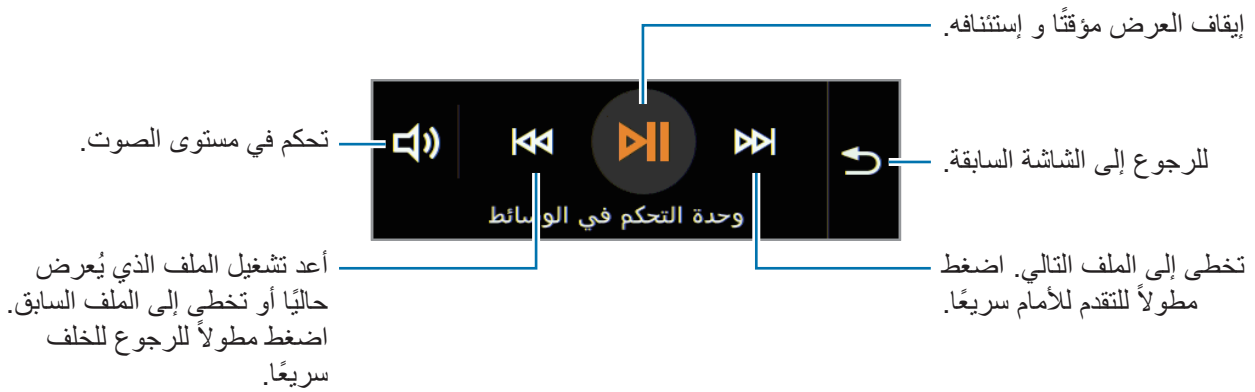 إيقاف العرض مؤقتًا و إستئنافه.
تحكم في مستوى الصوت.
للرجوع إلى الشاشة السابقة.
وحدة التحكم في الوسائط
تخطى إلى الملف التالي. اضغط
مطولاً للتقدم للأمام سريعًا.
أعد تشغيل الملف الذي يُعرض
حاليًا أو تخطى إلى الملف السابق.
اضغط مطولاً للرجوع للخلف
سريعًا.